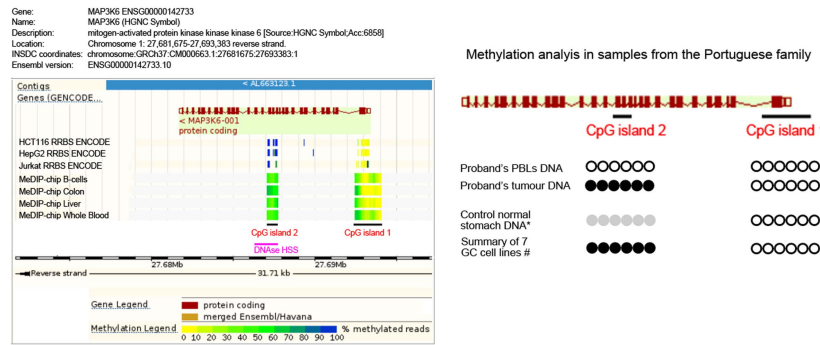 Gene: MAP3K6 ENSG00000142733
Name: MAP3K6 (HGNC Symbol)
Description: mitogen-activated protein kinase kinase kinase 6 [Source:HGNC Symbol;Acc:6858]
Location: Chromosome 1: 27,681,675-27,693,383 reverse strand.
INSDC coordinates: chromosome:GRCh37:CM000663.1:27681675:27693383:1
Ensembl version: ENSG00000142733.10
Contigs
< AL663123.1
Genes (GENCODE...
< MAP3K6-001
protein coding
HCT116 RRBS ENCODE
HepG2 RRBS ENCODE
Jurkat RRBS ENCODE
MeDIP-chip B-cells
MeDIP-chip Colon
MeDIP-chip Liver
MeDIP-chip Whole Blood
CpG island 2 CpG island 1
DNAse HSS
27.68Mb 27.69Mb
Reverse strand 31.71 kb
Gene Legend
protein coding
merged Ensembl/Havana
Methylation Legend
0 10 20 30 40 50 60 70 80 90 100 % methylated reads
Methylation analyis in samples from the Portuguese family
CpG island 2 CpG island
Proband's PBLs DNA
Proband's tumour DNA
Control normal
stomach DNA*
Summary of 7
GC cell lines #